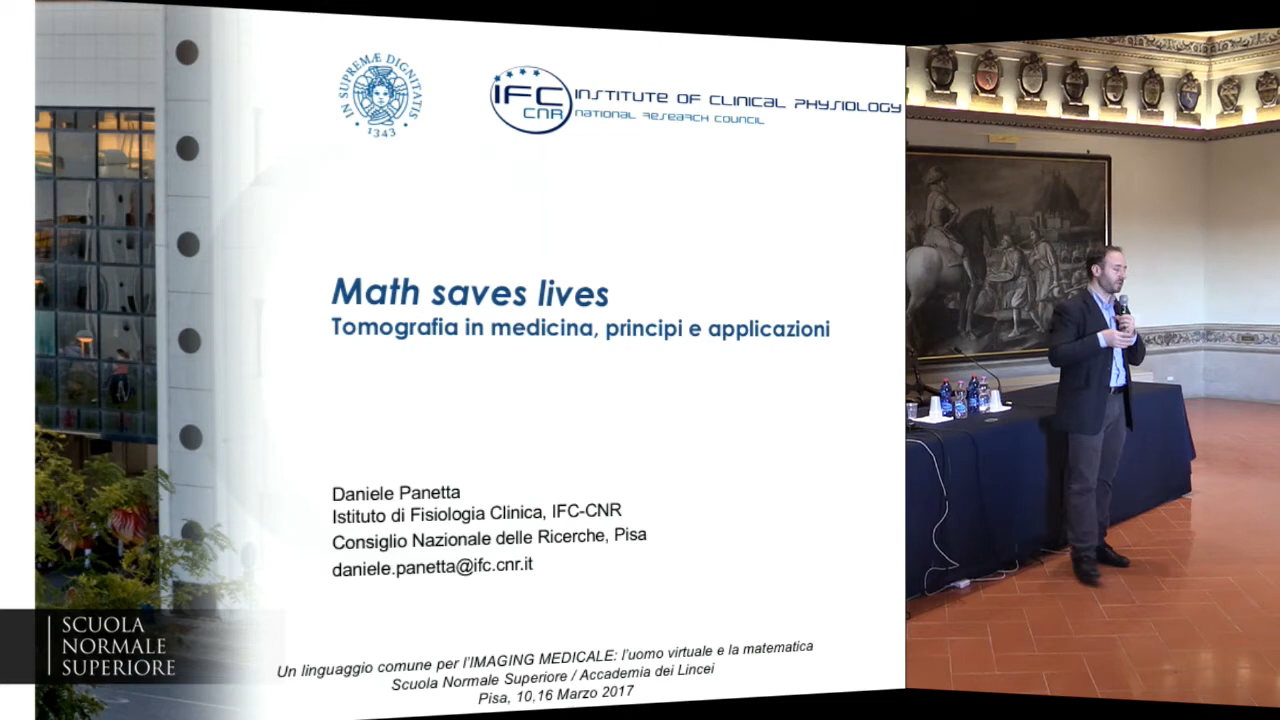 IN SUPREMÆ DIGNITATIS
• 1343 •
IFC
CNR
INSTITUTE OF CLINICAL PHYSIOLOGY
NATIONAL RESEARCH COUNCIL
Math saves lives
Tomografia in medicina, principi e applicazioni
Daniele Panetta
Istituto di Fisiologia Clinica, IFC-CNR
Consiglio Nazionale delle Ricerche, Pisa
daniele.panetta@ifc.cnr.it
SCUOLA
NORMALE
SUPERIORE
Un linguaggio comune per l'IMAGING MEDICALE: l'uomo virtuale e la matematica
Scuola Normale Superiore / Accademia dei Lincei
Pisa, 10,16 Marzo 2017